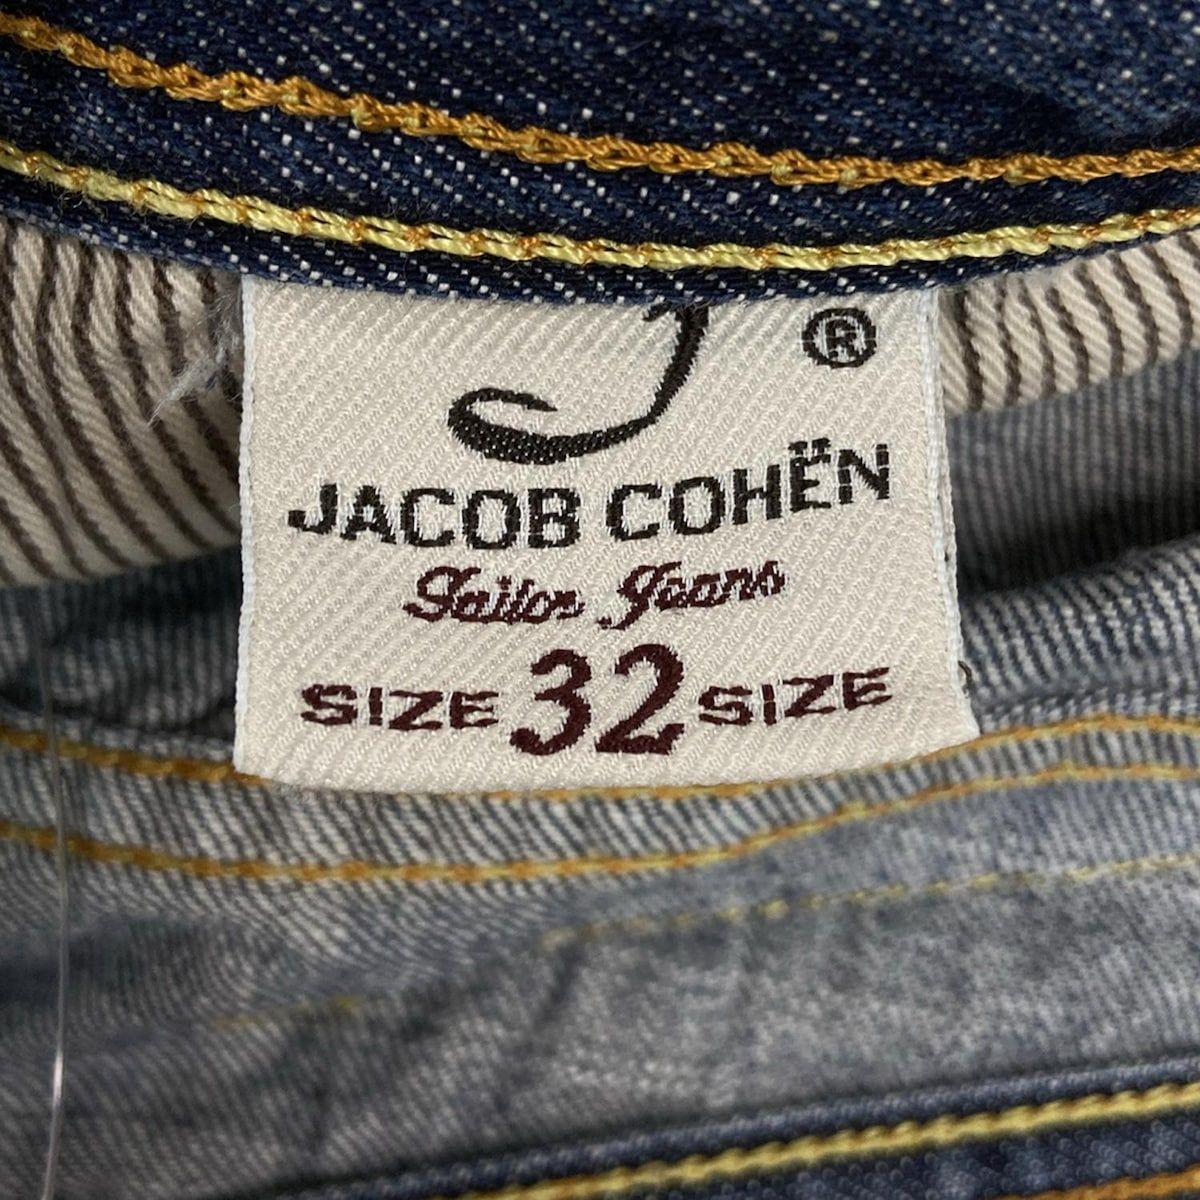 J ®
JACOB COHËN
Tailor Jeans
SIZE 32 SIZE